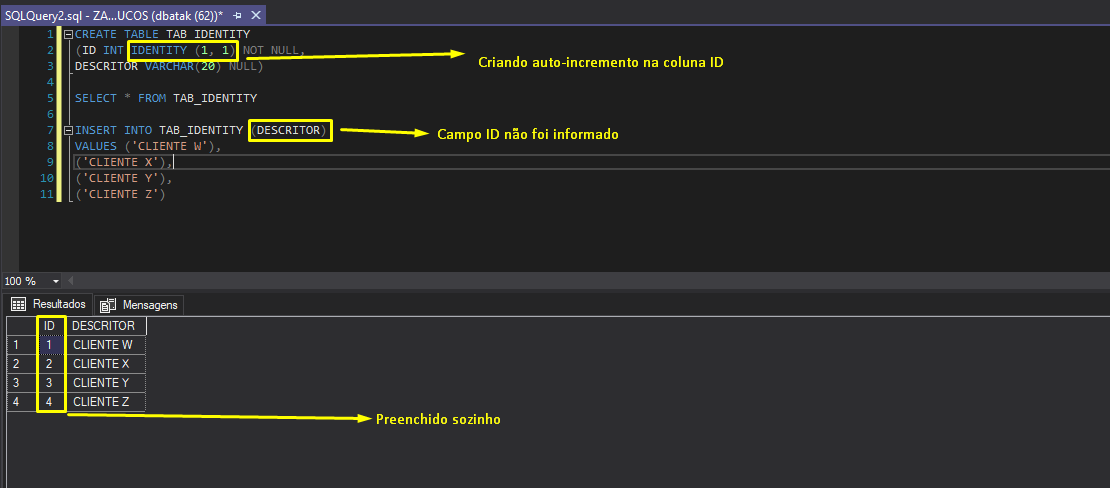 SQLQuery2.sql - ZA...UCOS (dbatak (62))*
1 CREATE TABLE TAB_IDENTITY
2 (ID INT IDENTITY (1, 1) NOT NULL,
Criando auto-incremento na coluna ID
3 DESCRITOR VARCHAR(20) NULL)
4
5 SELECT * FROM TAB_IDENTITY
6
7 INSERT INTO TAB_IDENTITY (DESCRITOR)
Campo ID não foi informado
8 VALUES ('CLIENTE W'),
9 ('CLIENTE X'),
10 ('CLIENTE Y'),
11 ('CLIENTE Z')
100 %
Resultados Mensagens
ID DESCRITOR
1 1 CLIENTE W
2 2 CLIENTE X
3 3 CLIENTE Y
4 4 CLIENTE Z
Preenchido sozinho